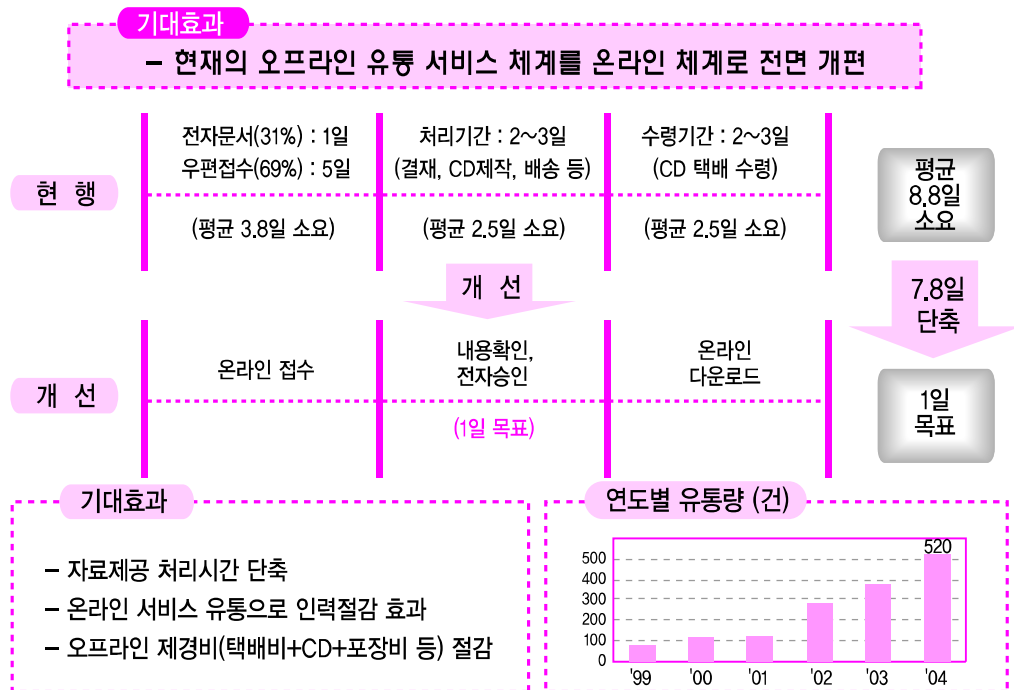 기대효과
– 현재의 오프라인 유통 서비스 체계를 온라인 체계로 전면 개편
현 행
전자문서(31%) : 1일
우편접수(69%) : 5일
(평균 3.8일 소요)
처리기간 : 2~3일
(결재, CD제작, 배송 등)
(평균 2.5일 소요)
수령기간 : 2~3일
(CD 택배 수령)
(평균 2.5일 소요)
평균
8.8일
소요
개 선
7.8일
단축
개 선
온라인 접수
내용확인,
전자승인
(1일 목표)
온라인
다운로드
1일
목표
기대효과
– 자료제공 처리시간 단축
– 온라인 서비스 유통으로 인력절감 효과
– 오프라인 제경비(택배비+CD+포장비 등) 절감
연도별 유통량 (건)
520
500
400
300
200
100
0
'99 '00 '01 '02 '03 '04